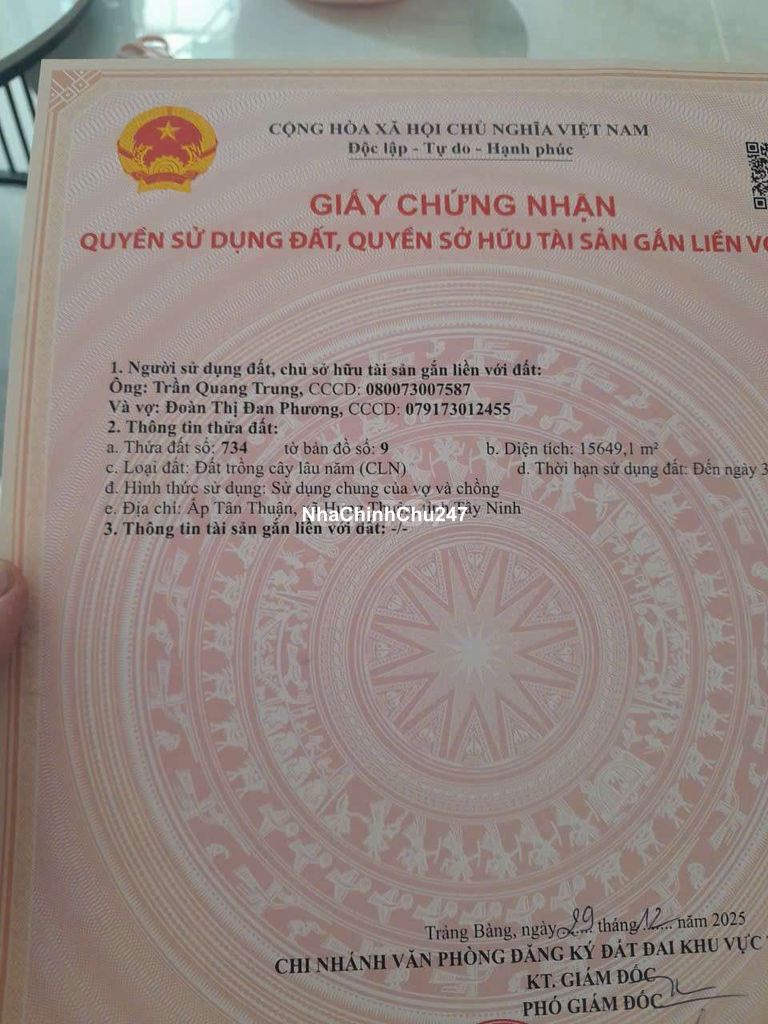 CỘNG HÒA XÃ HỘI CHỦ NGHĨA VIỆT NAM
Độc lập - Tự do - Hạnh phúc
GIẤY CHỨNG NHẬN
QUYỀN SỬ DỤNG ĐẤT, QUYỀN SỞ HỮU TÀI SẢN GẮN LIỀN
1. Người sử dụng đất, chủ sở hữu tài sản gắn liền với đất:
Ông: Trần Quang Trung, CCCD: 080073007587
Và vợ: Đoàn Thị Đan Phương, CCCD: 079173012455
2. Thông tin thửa đất:
a. Thửa đất số: 734 tờ bản đồ số: 9 b. Diện tích: 15649,1 m²
c. Loại đất: Đất trồng cây lâu năm (CLN) d. Thời hạn sử dụng đất: Đến ngày 3
đ. Hình thức sử dụng: Sử dụng chung của vợ và chồng
e. Địa chỉ: Ấp Tân Thuận, xã tỉnh Tây Ninh
NhaChinhChu247
3. Thông tin tài sản gắn liền với đất: -/-
Trảng Bàng, ngày 29 tháng 12 năm 2025
CHI NHÁNH VĂN PHÒNG ĐĂNG KÝ ĐẤT ĐAI KHU VỰC
KT. GIÁM ĐỐC
PHÓ GIÁM ĐỐC